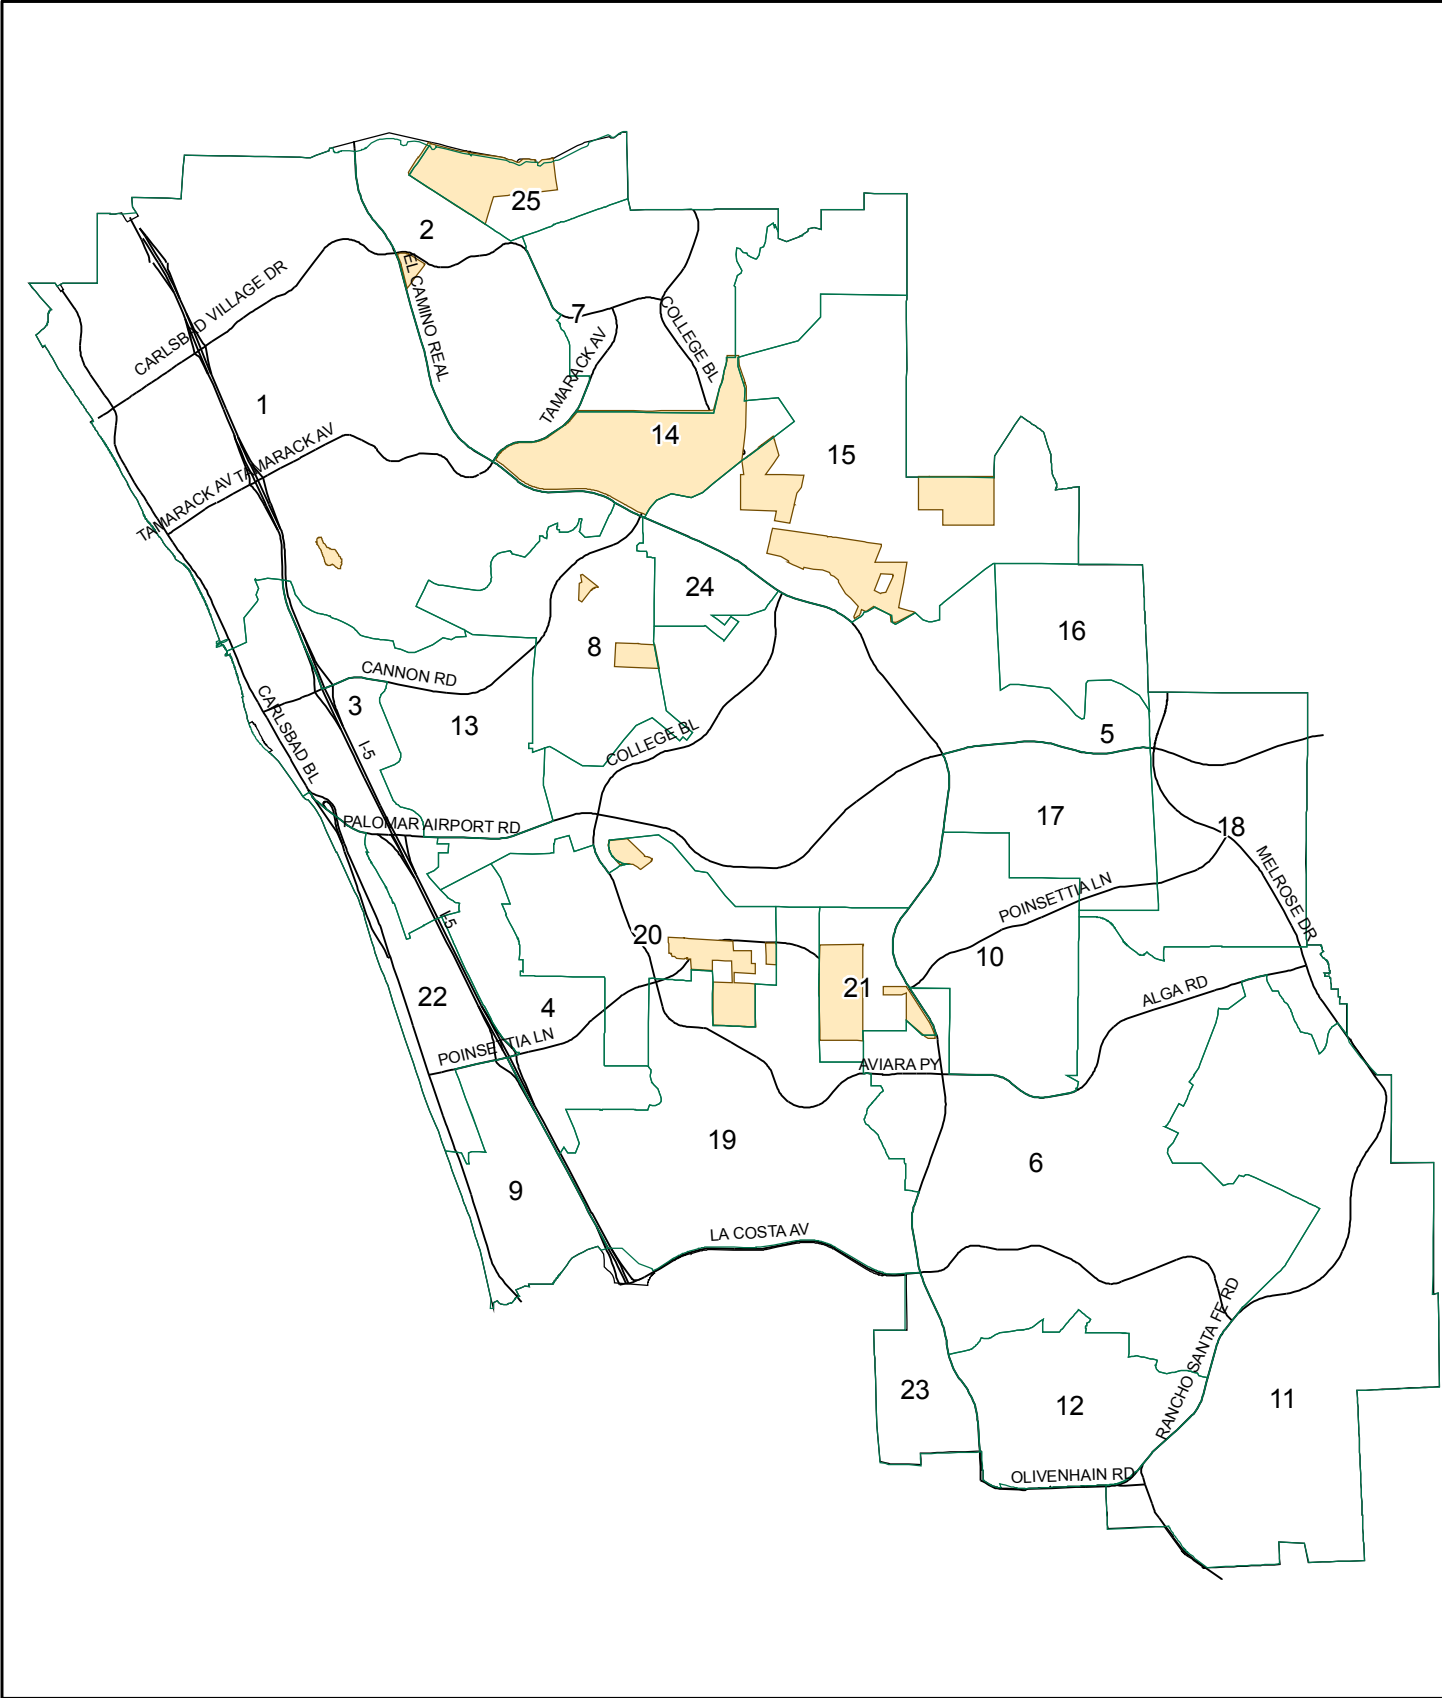 25
2
CARLSBAD VILLAGE DR
EL CAMINO REAL
7
COLLEGE BL
TAMARACK AV
1
14
TAMARACK AV
TAMARACK AV
15
24
16
8
CANNON RD
3
13
CARLSBAD BL
I-5
COLLEGE BL
5
PALOMAR AIRPORT RD
17
18
MELROSE DR
POINSETTIA LN
I-5
20
10
21
22
4
ALGA RD
POINSETTIA LN
AVIARA PY
19
6
9
LA COSTA AV
RANCHO SANTA FE RD
23
12
11
OLIVENHAIN RD